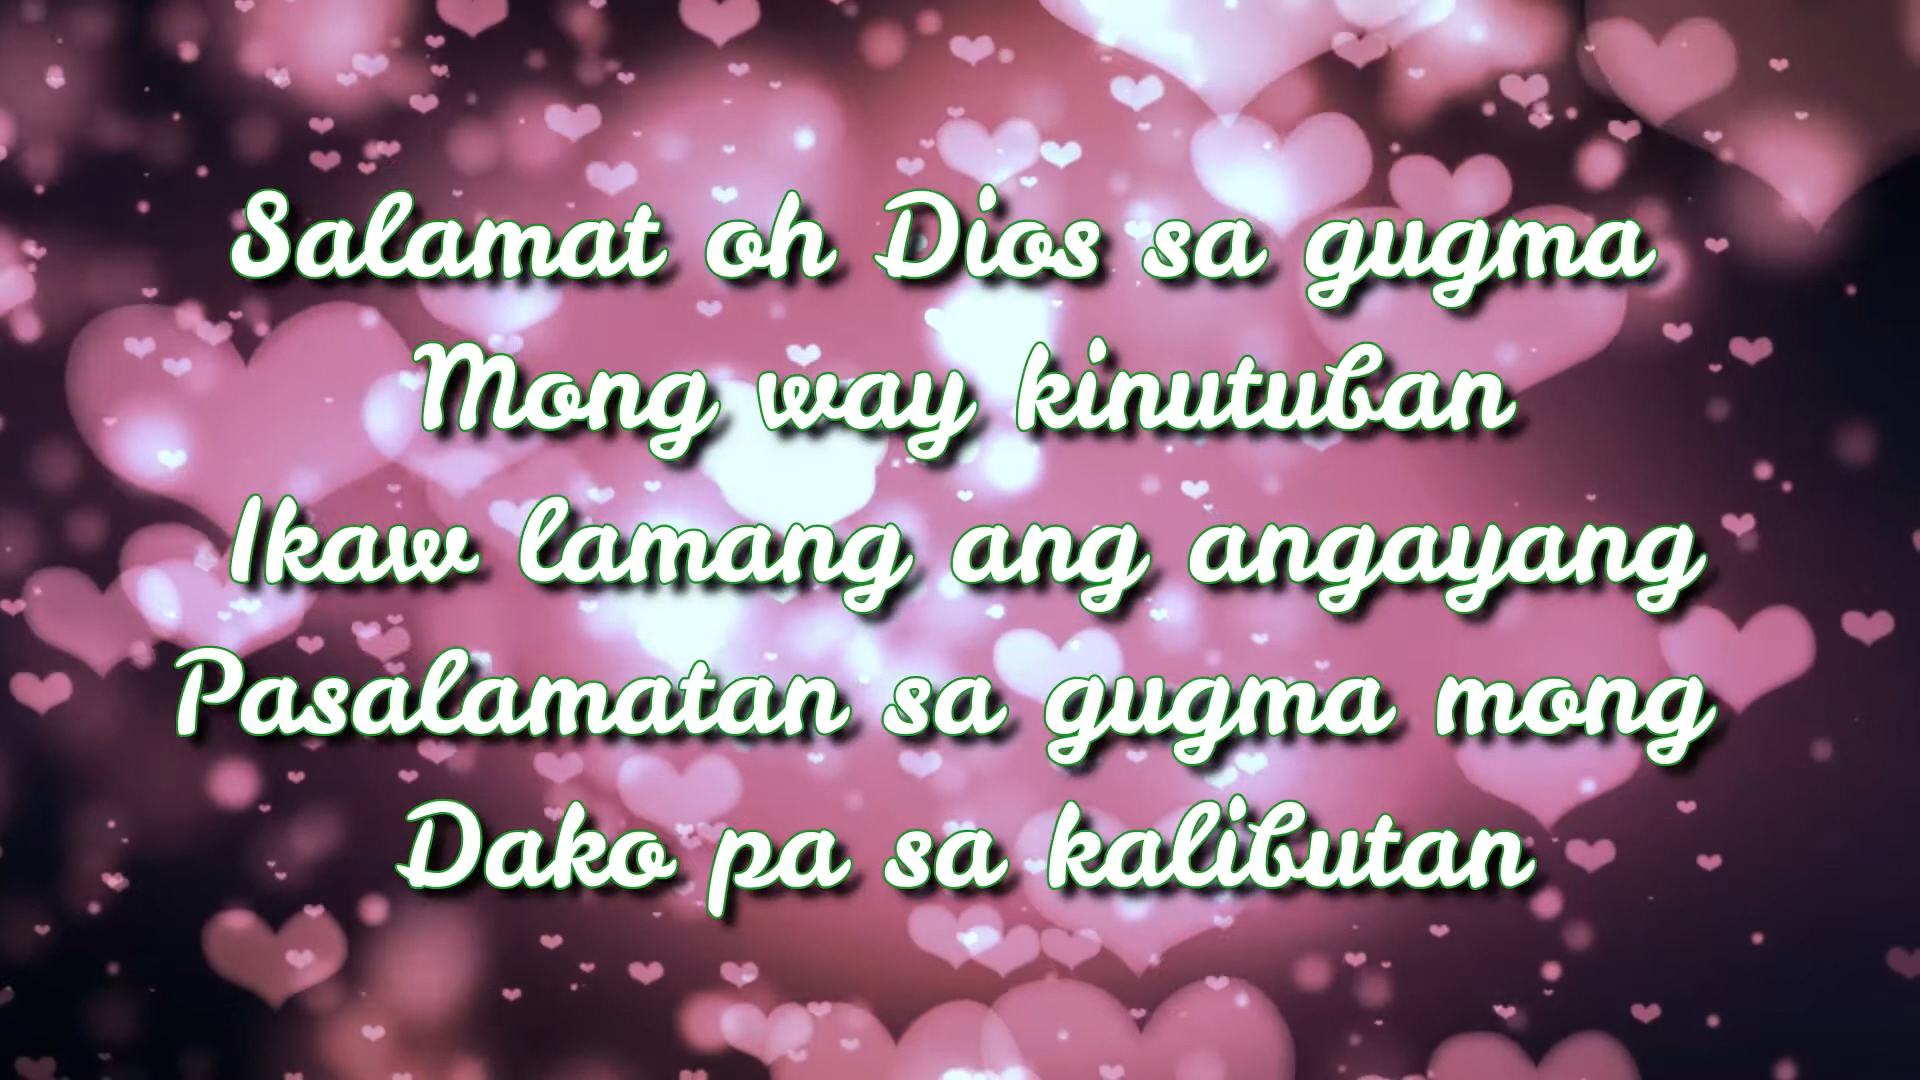 Salamat oh Dios sa gugma
Mong way kinutuban
Ikaw lamang ang angayang
Pasalamatan sa gugma mong
Dako pa sa kalibutan